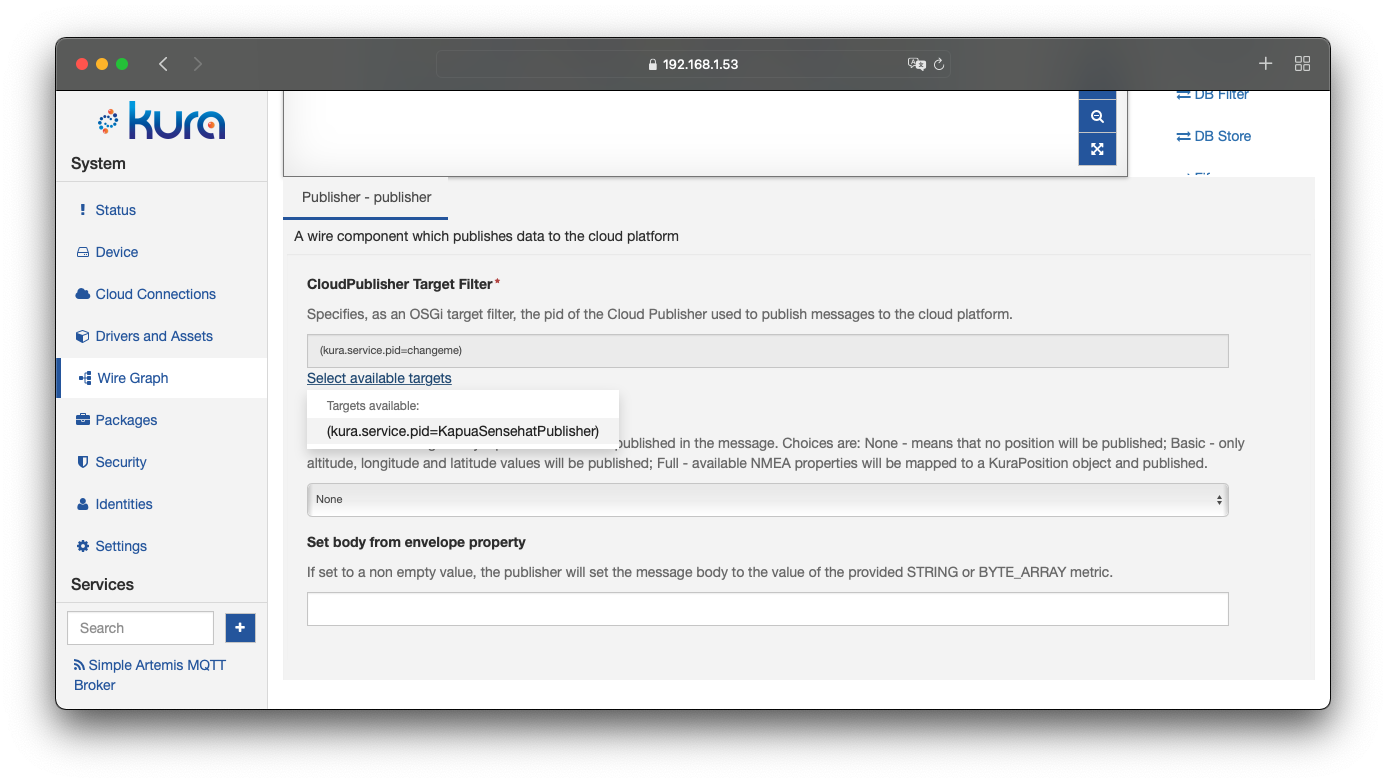 192.168.1.53
kura
System
Status
Device
Cloud Connections
Drivers and Assets
Wire Graph
Packages
Security
Identities
Settings
Services
Search
Simple Artemis MQTT
Broker
DB Filter
DB Store
Publisher - publisher
A wire component which publishes data to the cloud platform
CloudPublisher Target Filter*
Specifies, as an OSGi target filter, the pid of the Cloud Publisher used to publish messages to the cloud platform.
(kura.service.pid=changeme)
Select available targets
Targets available:
(kura.service.pid=KapuaSensehatPublisher)
published in the message. Choices are: None - means that no position will be published; Basic - only
altitude, longitude and latitude values will be published; Full - available NMEA properties will be mapped to a KuraPosition object and published.
None
Set body from envelope property
If set to a non empty value, the publisher will set the message body to the value of the provided STRING or BYTE_ARRAY metric.